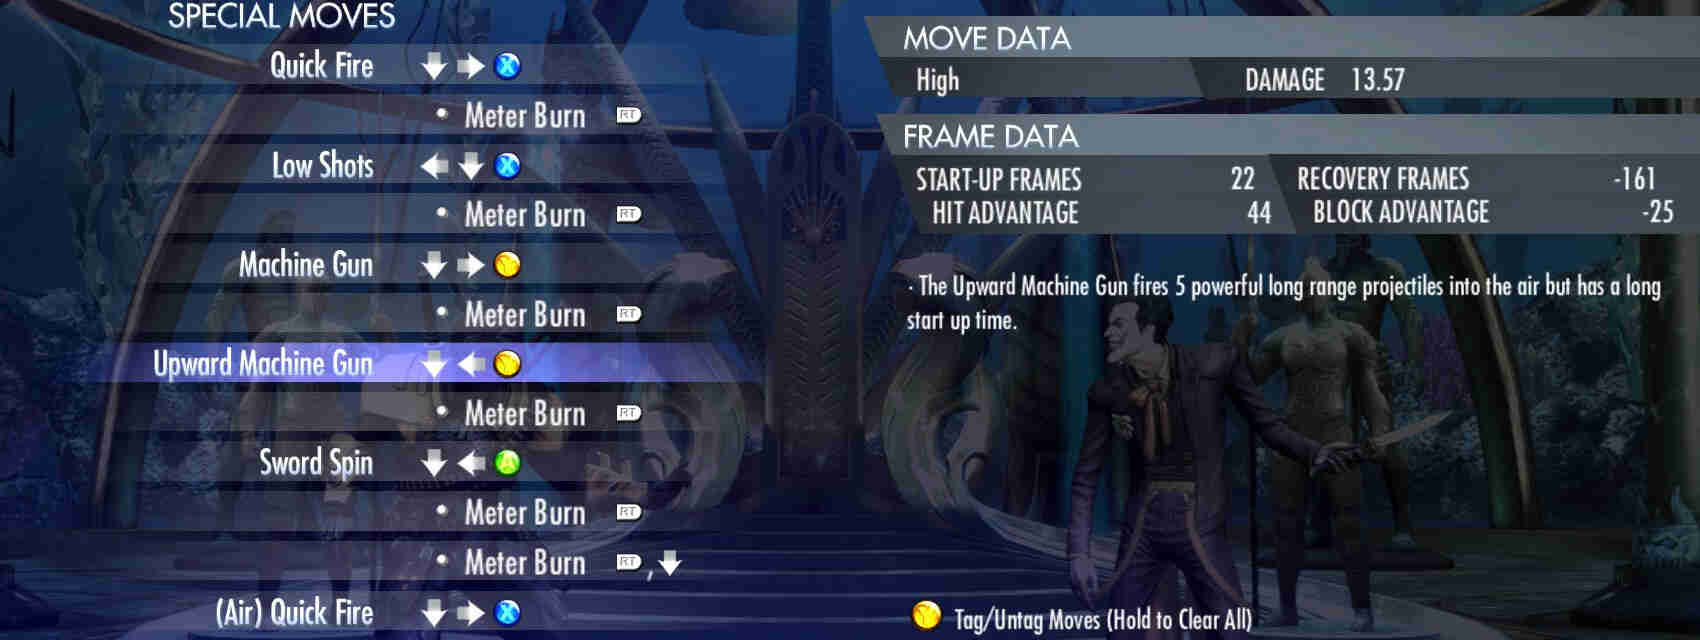 SPECIAL MOVES
Quick Fire X
• Meter Burn RT
Low Shots X
• Meter Burn RT
Machine Gun Y
• Meter Burn RT
Upward Machine Gun Y
• Meter Burn RT
Sword Spin A
• Meter Burn RT
• Meter Burn RT ,
(Air) Quick Fire X
MOVE DATA
High DAMAGE 13.57
FRAME DATA
START-UP FRAMES 22 RECOVERY FRAMES -161
HIT ADVANTAGE 44 BLOCK ADVANTAGE -25
· The Upward Machine Gun fires 5 powerful long range projectiles into the air but has a long
start up time.
Y Tag/Untag Moves (Hold to Clear All)